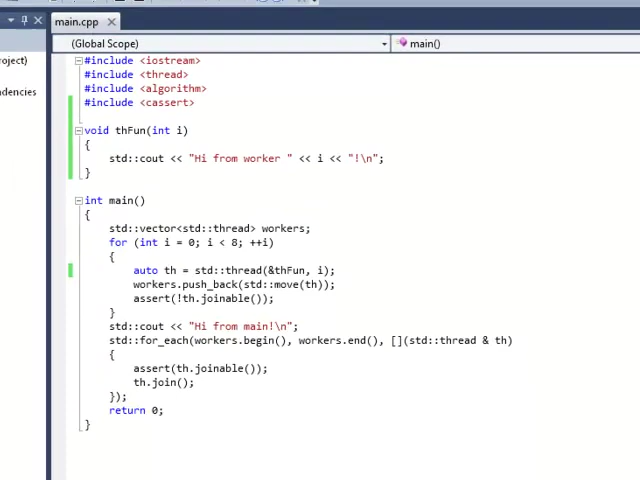 main.cpp
(Global Scope)
main()
roject)
ndencies
#include <iostream>
#include <thread>
#include <algorithm>
#include <cassert>
void thFun(int i)
{
std::cout << "Hi from worker " << i << "!\n";
}
int main()
{
std::vector<std::thread> workers;
for (int i = 0; i < 8; ++i)
{
auto th = std::thread(&thFun, i);
workers.push_back(std::move(th));
assert(!th.joinable());
}
std::cout << "Hi from main!\n";
std::for_each(workers.begin(), workers.end(), [](std::thread & th)
{
assert(th.joinable());
th.join();
});
return 0;
}